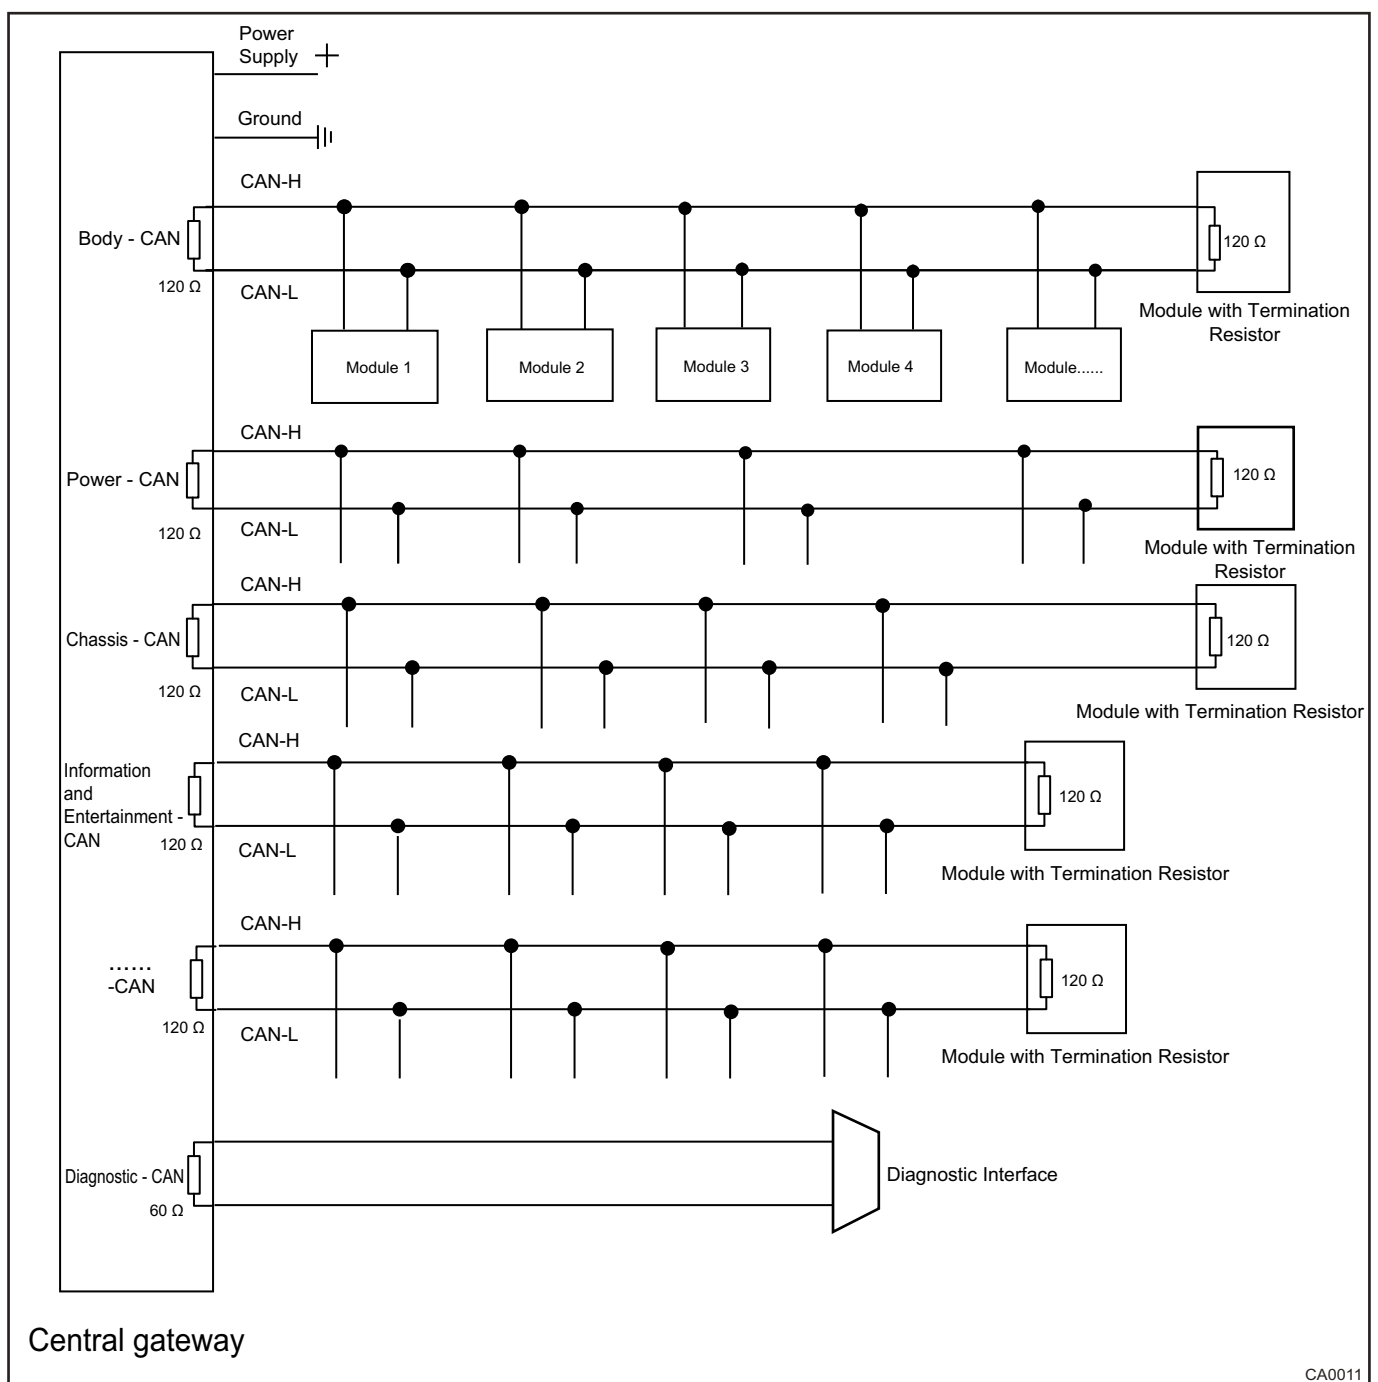 Power
Supply
Ground
CAN-H
Body - CAN
120 Ω
120 Ω
CAN-L
Module with Termination
Resistor
Module 1
Module 2
Module 3
Module 4
Module......
CAN-H
Power - CAN
120 Ω
120 Ω
CAN-L
Module with Termination
Resistor
CAN-H
Chassis - CAN
120 Ω
120 Ω
CAN-L
Module with Termination Resistor
CAN-H
Information
and
Entertainment -
CAN
120 Ω
120 Ω
CAN-L
Module with Termination Resistor
CAN-H
......
-CAN
120 Ω
120 Ω
CAN-L
Module with Termination Resistor
Diagnostic - CAN
60 Ω
Diagnostic Interface
Central gateway
CA0011